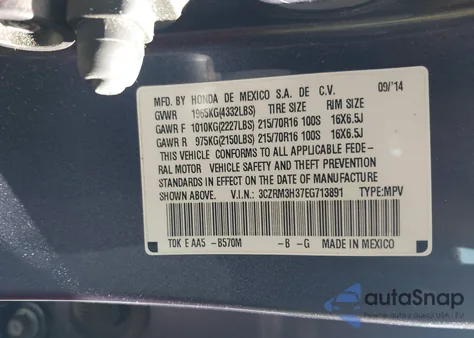 MFD. BY HONDA DE MEXICO S.A. DE C.V. 09/'14
GVWR 1965KG(4332LBS) TIRE SIZE RIM SIZE
GAWR F 1010KG(2227LBS) 215/70R16 100S 16X6.5J
GAWR R 975KG(2150LBS) 215/70R16 100S 16X6.5J
THIS VEHICLE CONFORMS TO ALL APPLICABLE FEDE-
RAL MOTOR VEHICLE SAFETY AND THEFT PREVENTION
STANDARDS IN EFFECT ON THE DATE OF MANUFACTURE
SHOWN ABOVE. V.I.N.: 3CZRM3H37EG713891 TYPE:MPV
TDK E AA5 -B570M -B -G MADE IN MEXICO
autoSnap